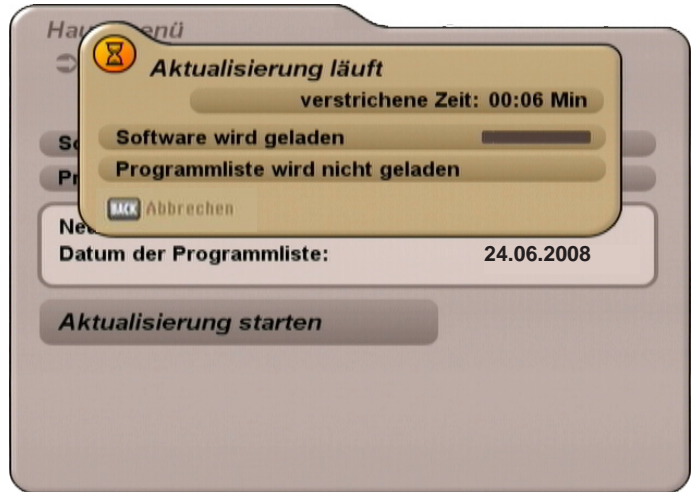 Aktualisierung läuft
verstrichene Zeit: 00:06 Min
Software wird geladen
Programmliste wird nicht geladen
BACK Abbrechen
Datum der Programmliste: 24.06.2008
Aktualisierung starten